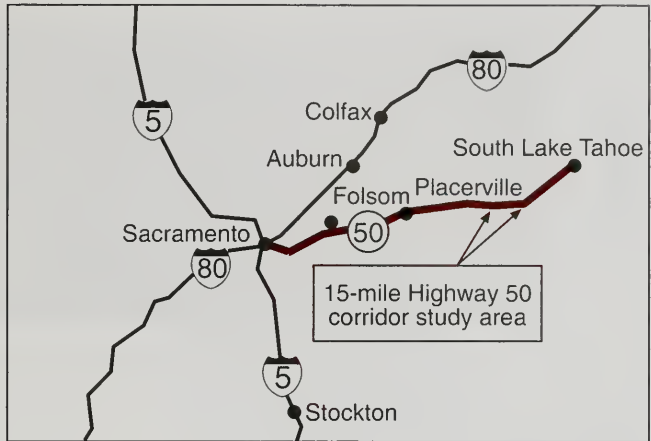 80
5
Colfax
Auburn
South Lake Tahoe
Placerville
Folsom
Sacramento
50
80
15-mile Highway 50
corridor study area
5
Stockton